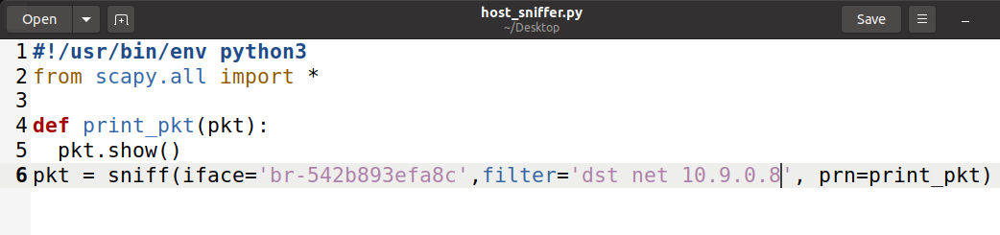 Open
host_sniffer.py
~/Desktop
Save
1 #!/usr/bin/env python3
2 from scapy.all import *
3
4 def print_pkt(pkt):
5   pkt.show()
6 pkt = sniff(iface='br-542b893efa8c',filter='dst net 10.9.0.8', prn=print_pkt)